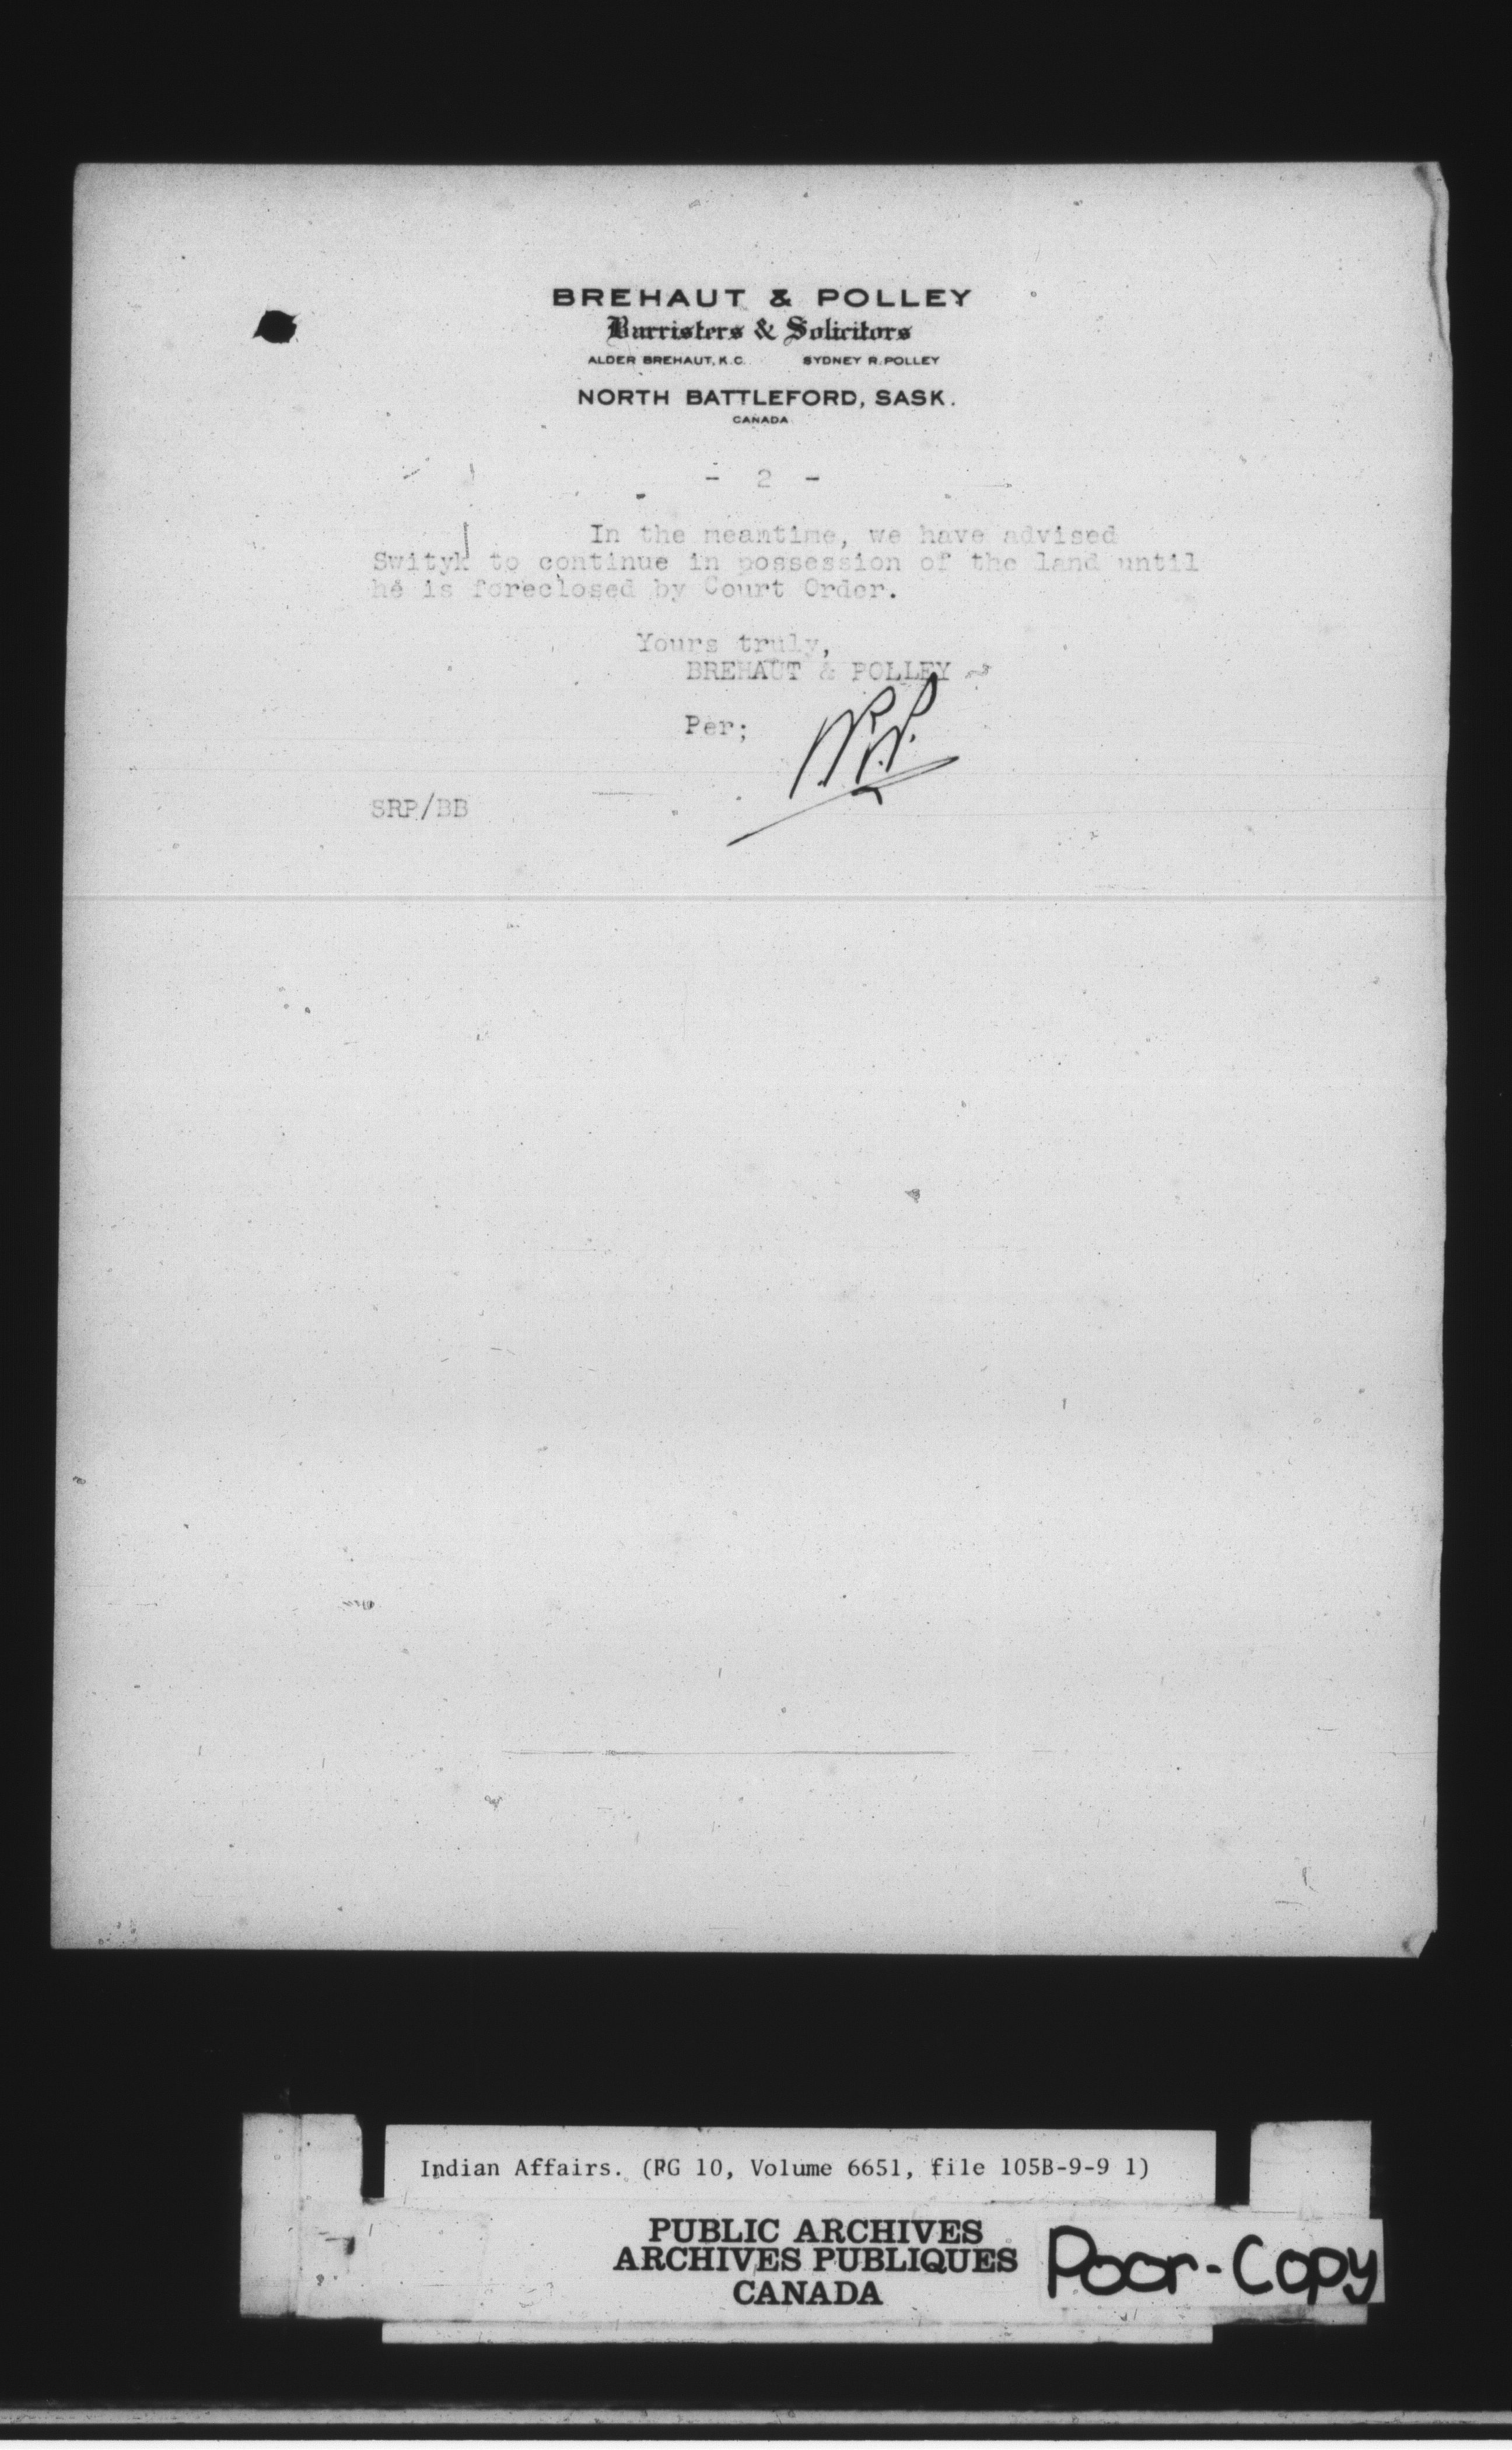 BREHAUT & POLLEY
Barristers & Solicitors
ALDER BREHAUT, K.C. SYDNEY R. POLLEY
NORTH BATTLEFORD, SASK.
CANADA
- 2 -
In the meantime, we have advised
Swityk to continue in possession of the land until
he is foreclosed by Court Order.
Yours truly,
BREHAUT & POLLEY
Per;
SRP/BB
Indian Affairs. (RG 10, Volume 6651, file 105B-9-9 1)
PUBLIC ARCHIVES
ARCHIVES PUBLIQUES
CANADA
Poor-Copy